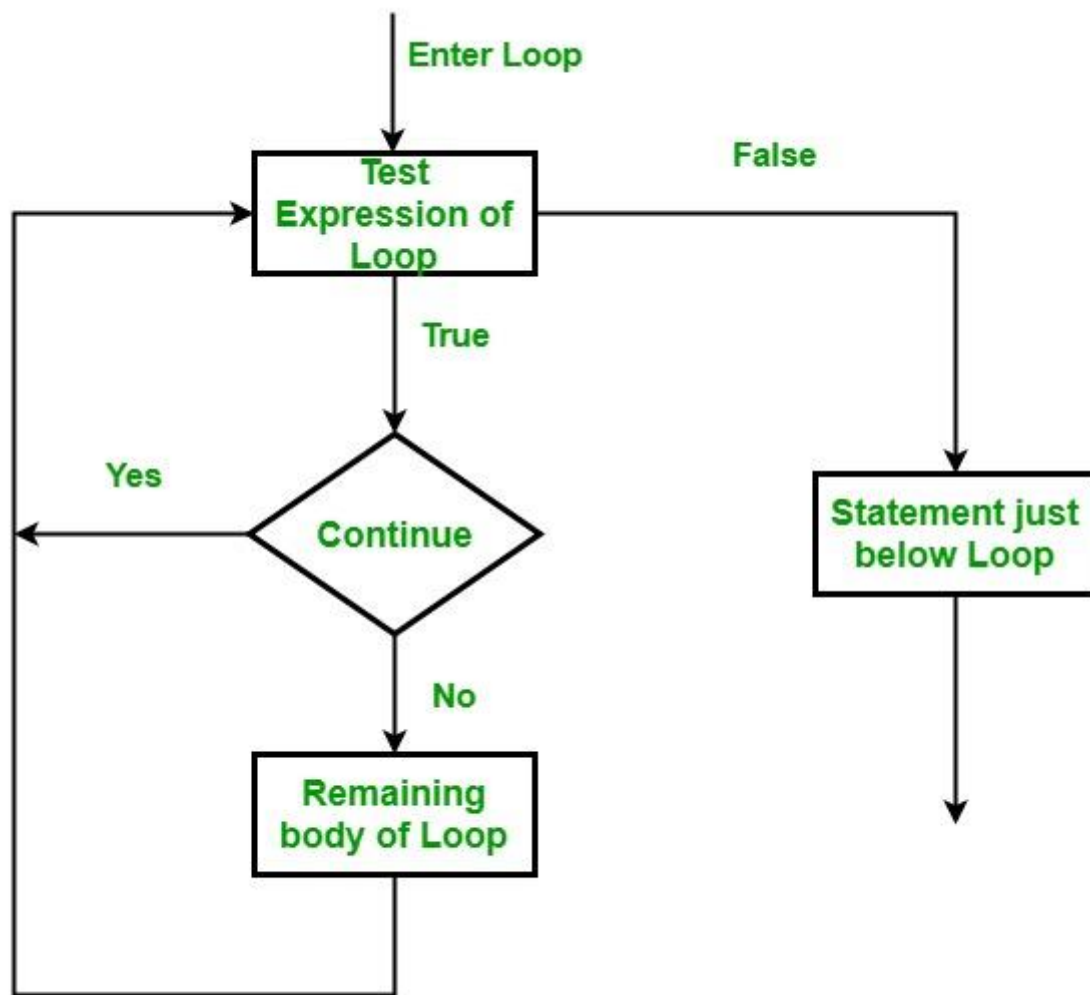 Enter Loop
False
Test
Expression of
Loop
True
Yes
Continue
Statement just
below Loop
No
Remaining
body of Loop